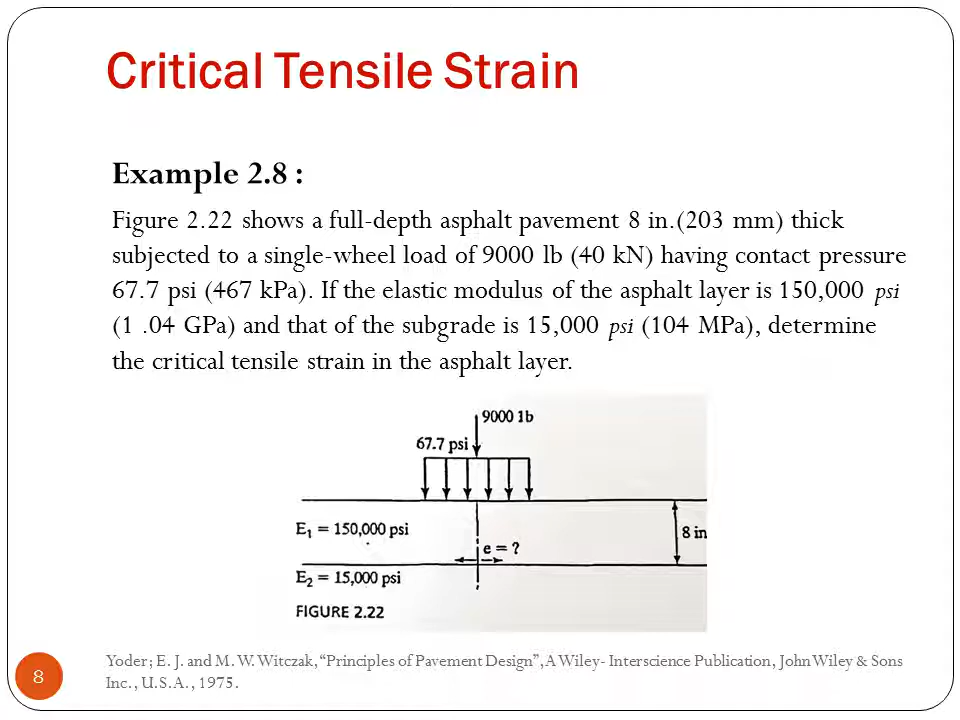 Critical Tensile Strain
Example 2.8 :
Figure 2.22 shows a full-depth asphalt pavement 8 in.(203 mm) thick
subjected to a single-wheel load of 9000 lb (40 kN) having contact pressure
67.7 psi (467 kPa). If the elastic modulus of the asphalt layer is 150,000 psi
(1 .04 GPa) and that of the subgrade is 15,000 psi (104 MPa), determine
the critical tensile strain in the asphalt layer.
9000 lb
67.7 psi
E₁ = 150,000 psi
8 in
e = ?
E₂ = 15,000 psi
FIGURE 2.22
Yoder; E. J. and M. W. Witczak, "Principles of Pavement Design", A Wiley- Interscience Publication, John Wiley & Sons
Inc., U.S.A., 1975.
8